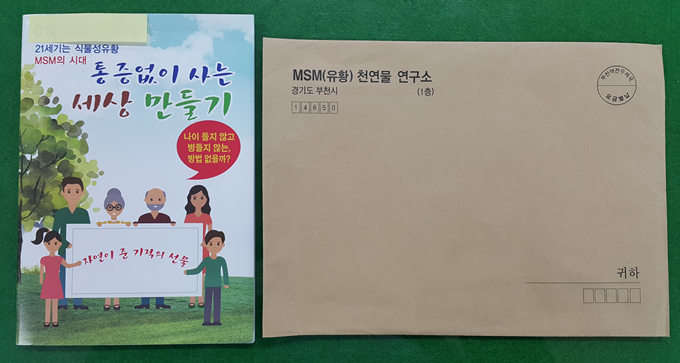 21세기는 식물성유황
MSM의 시대
통증없이 사는
세상 만들기
나이 들지 않고
병들지 않는,
방법 없을까?
자연이 준 기적의 선물
MSM(유황) 천연물 연구소
경기도 부천시 (1층)
14650
요금별납
귀하